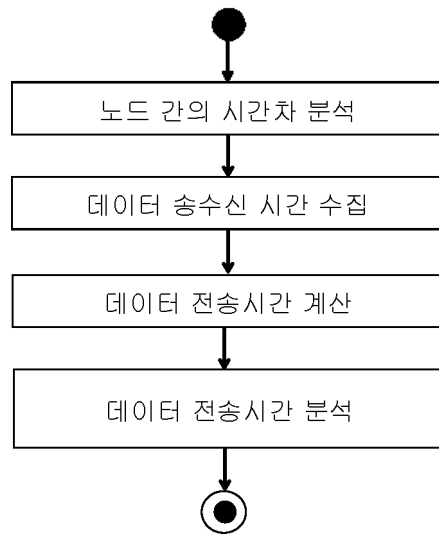 노드 간의 시간차 분석
데이터 송수신 시간 수집
데이터 전송시간 계산
데이터 전송시간 분석